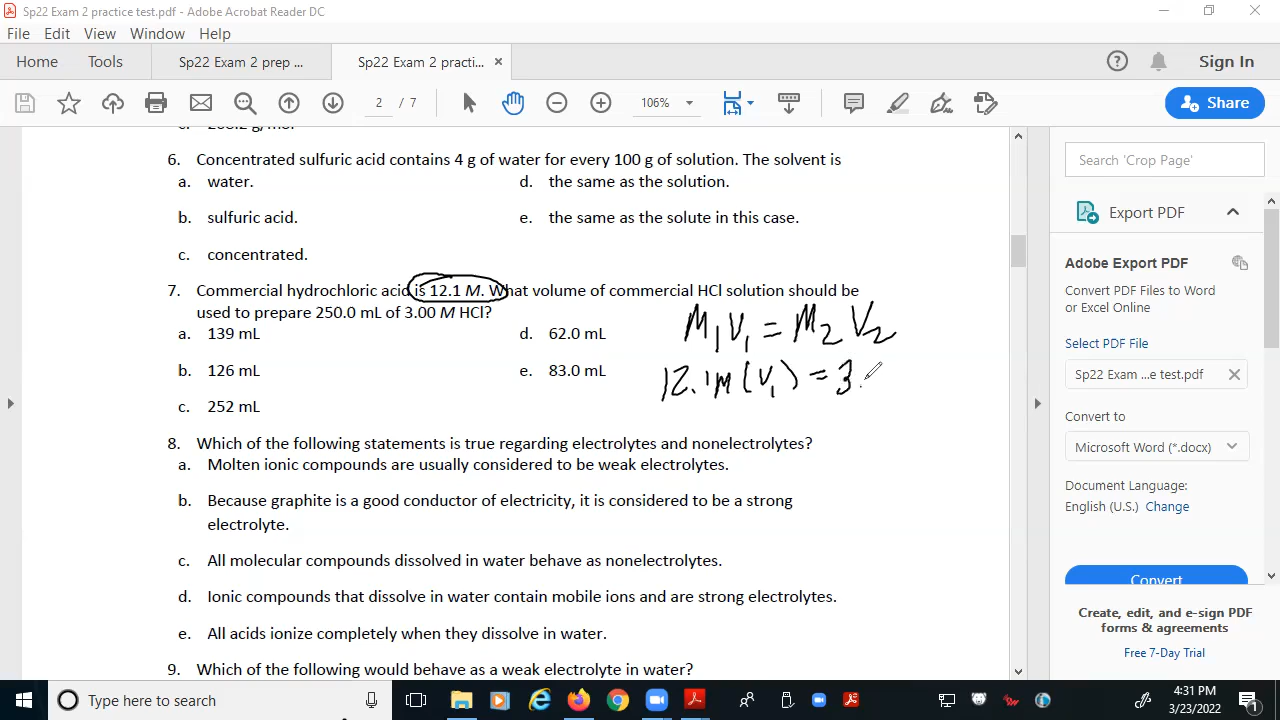 Sp22 Exam 2 practice test.pdf - Adobe Acrobat Reader DC
File Edit View Window Help
Home Tools Sp22 Exam 2 prep ... Sp22 Exam 2 practi... × Sign In
2 / 7 106% Share
6. Concentrated sulfuric acid contains 4 g of water for every 100 g of solution. The solvent is
a. water. d. the same as the solution.
b. sulfuric acid. e. the same as the solute in this case.
c. concentrated.
7. Commercial hydrochloric acid is 12.1 M. What volume of commercial HCl solution should be
used to prepare 250.0 mL of 3.00 M HCl?
a. 139 mL d. 62.0 mL
b. 126 mL e. 83.0 mL
c. 252 mL
M₁V₁ = M₂V₂
12.1M (V₁) = 3.
8. Which of the following statements is true regarding electrolytes and nonelectrolytes?
a. Molten ionic compounds are usually considered to be weak electrolytes.
b. Because graphite is a good conductor of electricity, it is considered to be a strong
electrolyte.
c. All molecular compounds dissolved in water behave as nonelectrolytes.
d. Ionic compounds that dissolve in water contain mobile ions and are strong electrolytes.
e. All acids ionize completely when they dissolve in water.
9. Which of the following would behave as a weak electrolyte in water?
Search 'Crop Page'
Export PDF
Adobe Export PDF
Convert PDF Files to Word
or Excel Online
Select PDF File
Sp22 Exam ...e test.pdf
Convert to
Microsoft Word (*.docx)
Document Language:
English (U.S.) Change
Convert
Create, edit, and e-sign PDF
forms & agreements
Free 7-Day Trial
Type here to search
4:31 PM
3/23/2022
1